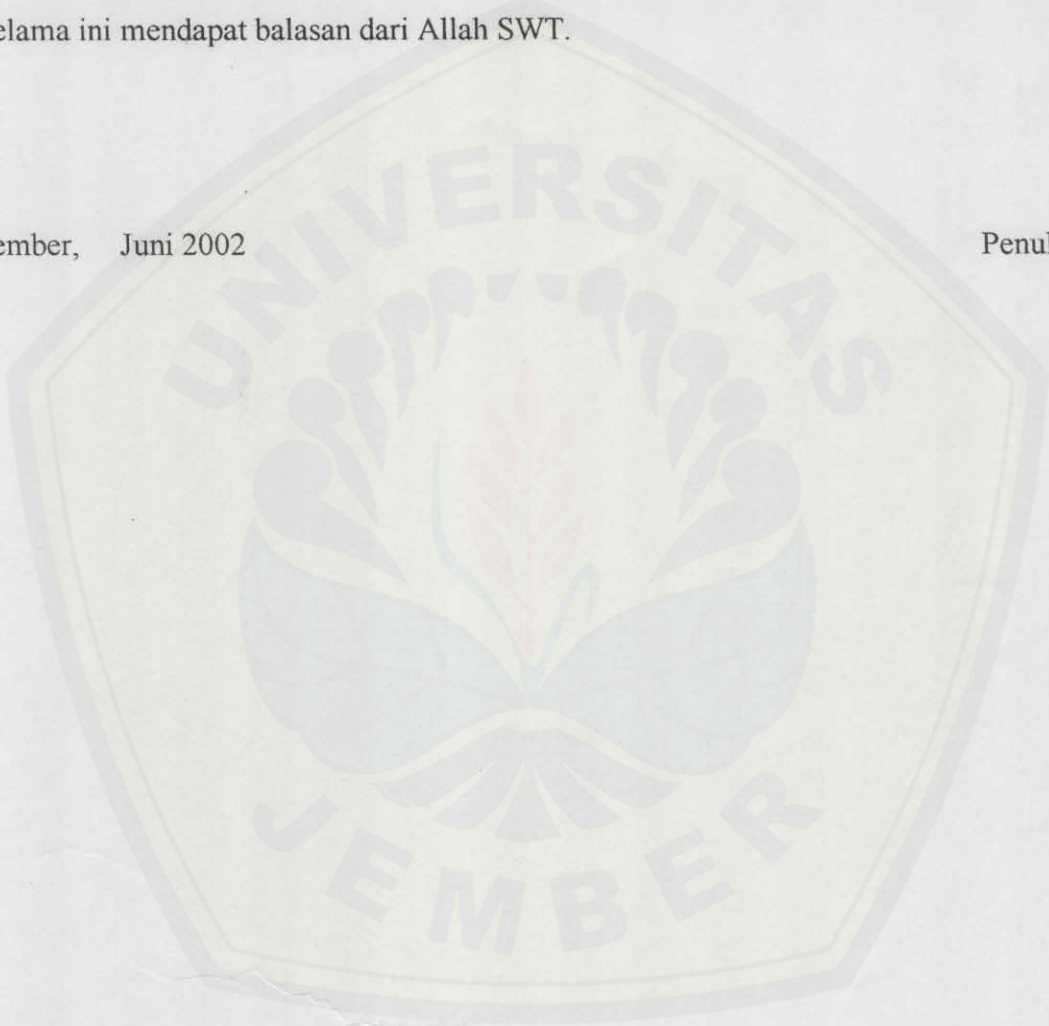 elama ini mendapat balasan dari Allah SWT.
ember, Juni 2002 Penul
UNIVERSITAS
JEMBER